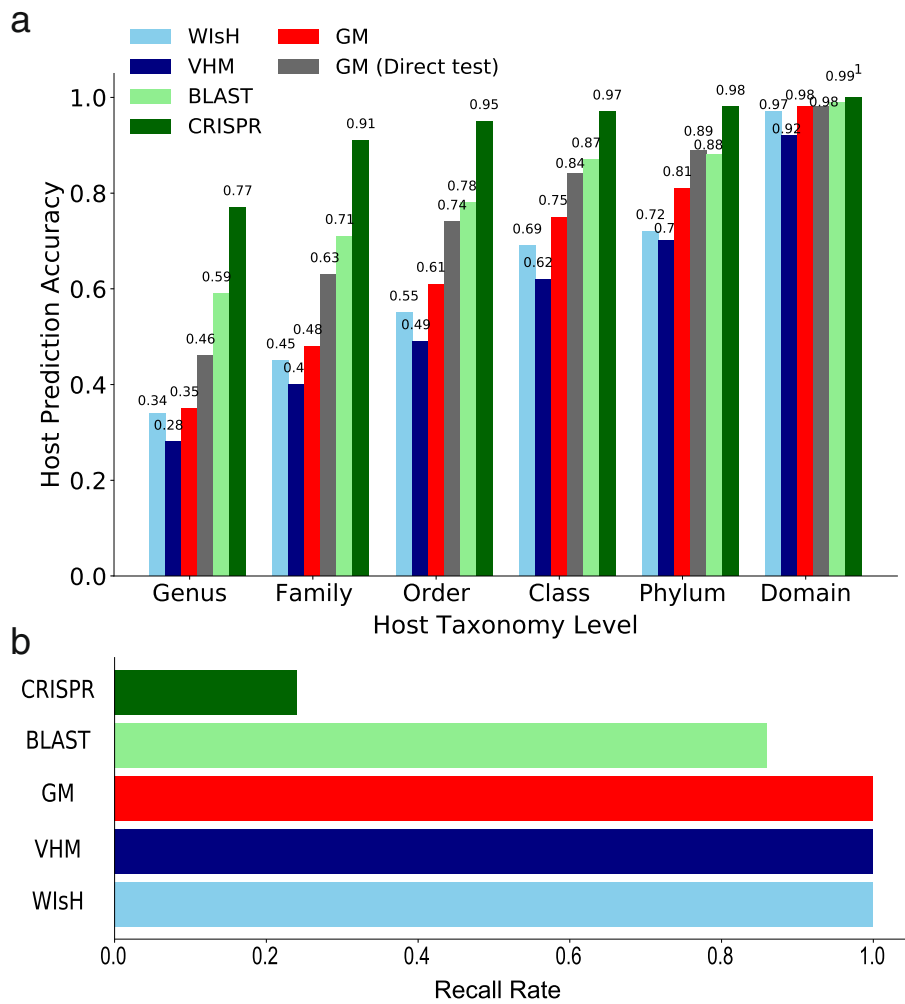 a
WIsH
VHM
BLAST
CRISPR
GM
GM (Direct test)
Host Prediction Accuracy
1.0
0.8
0.6
0.4
0.2
0.0
0.34 0.28 0.35 0.46 0.59 0.77
0.45 0.4 0.48 0.63 0.71 0.91
0.55 0.49 0.61 0.74 0.78 0.95
0.69 0.62 0.75 0.84 0.87 0.97
0.72 0.7 0.81 0.89 0.88 0.98
0.97 0.92 0.98 0.98 0.99 1
Genus Family Order Class Phylum Domain
Host Taxonomy Level
b
CRISPR
BLAST
GM
VHM
WIsH
0.0 0.2 0.4 0.6 0.8 1.0
Recall Rate